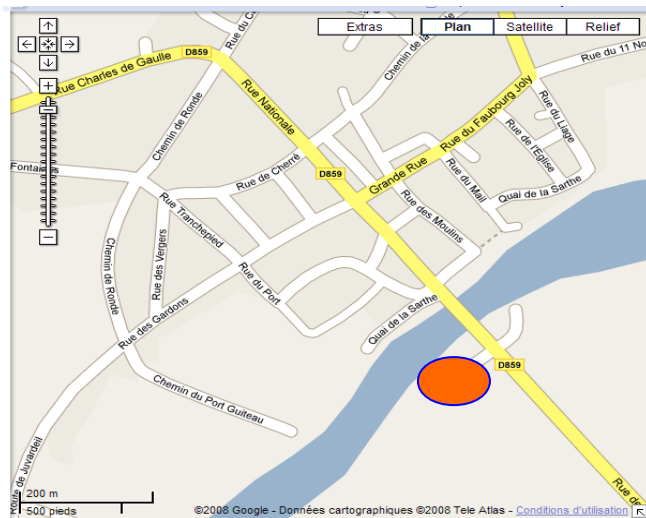 Extras
Plan
Satellite
Relief
D859
Rue Charles de Gaulle
Rue du
Chemin de la
Rue du 11 No
Rue Nationale
Chemin de Ronde
Rue du Faubourg Joly
Rue du Liage
Rue de l'Eglise
Fontaines
Rue de Cherré
D859
Grande Rue
Rue du Mail
Quai de la Sarthe
Rue Tranchepied
Rue des Moulins
Chemin de Ronde
Rue des Vergers
Rue du Port
Quai de la Sarthe
Rue des Gardons
D859
Chemin du Port Guiteau
Route de Juvardeil
Rue de
200 m
500 pieds
©2008 Google - Données cartographiques ©2008 Tele Atlas - Conditions d'utilisation